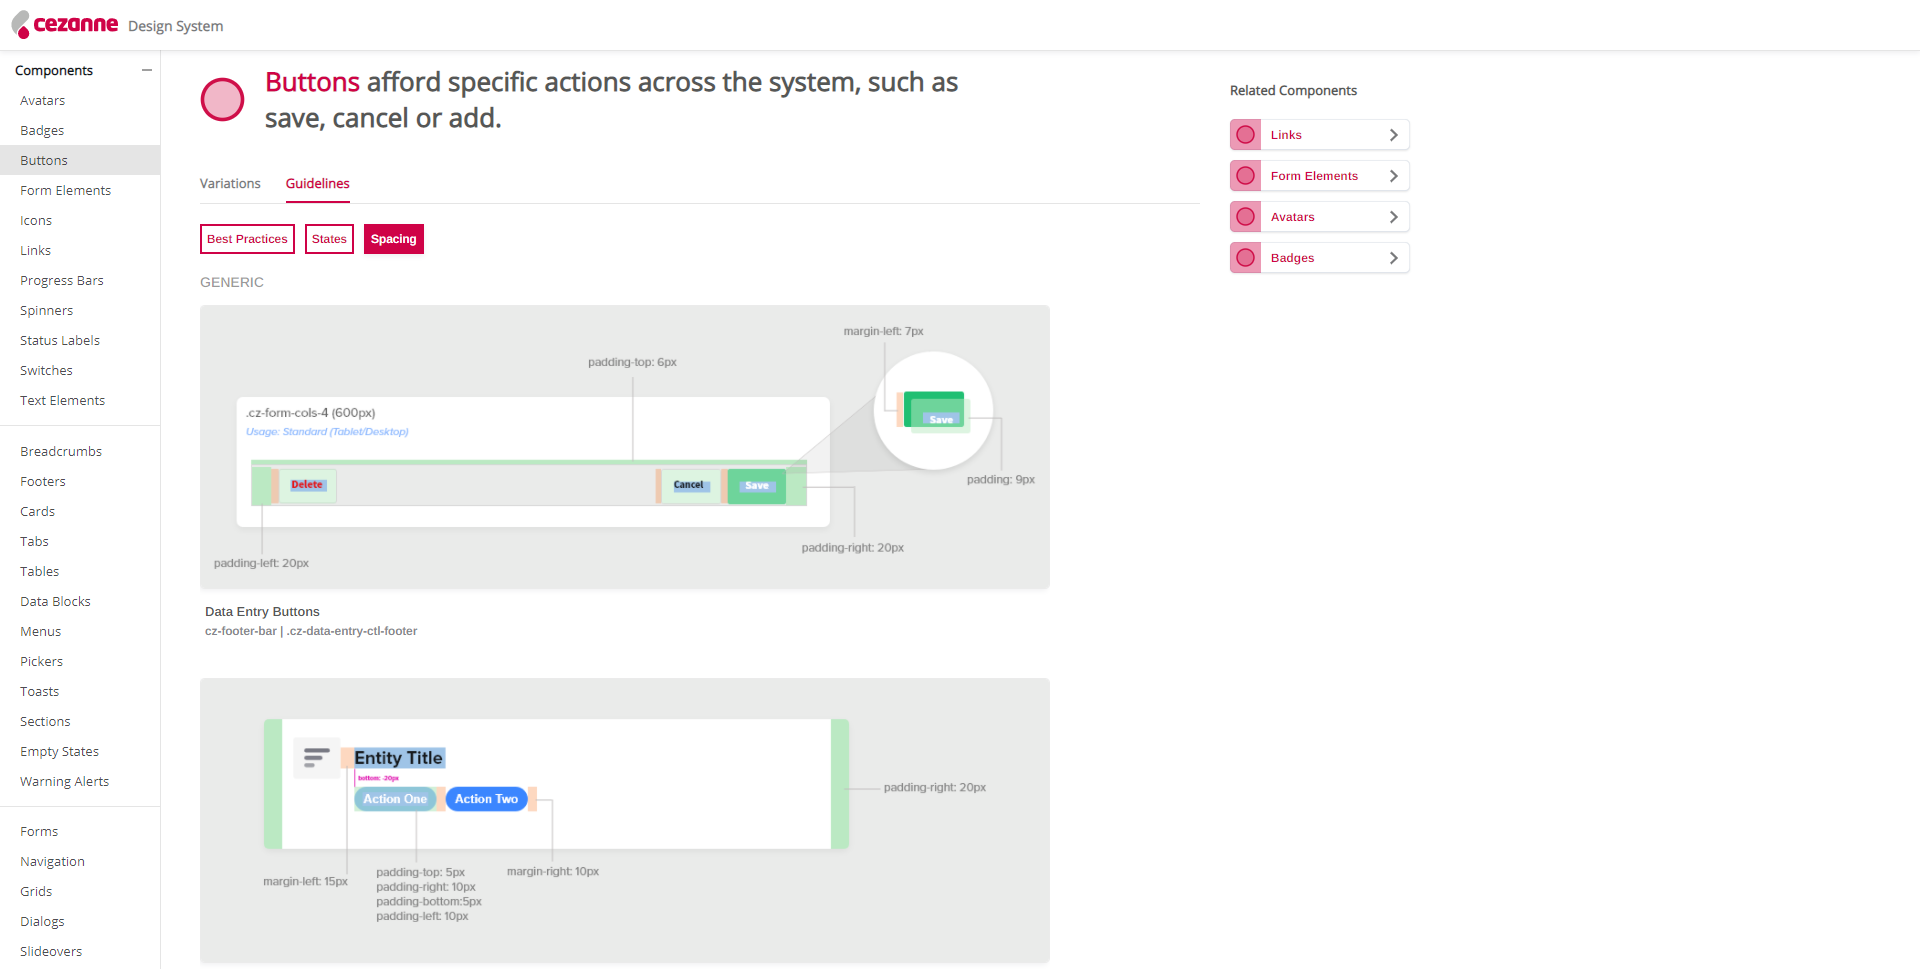 cezanne Design System
Components
Avatars
Badges
Buttons
Form Elements
Icons
Links
Progress Bars
Spinners
Status Labels
Switches
Text Elements
Breadcrumbs
Footers
Cards
Tabs
Tables
Data Blocks
Menus
Pickers
Toasts
Sections
Empty States
Warning Alerts
Forms
Navigation
Grids
Dialogs
Slideovers
Buttons afford specific actions across the system, such as
save, cancel or add.
Variations Guidelines
Best Practices States Spacing
GENERIC
margin-left: 7px
padding-top: 6px
.cz-form-cols-4 (600px)
Usage: Standard (Tablet/Desktop)
Save
Delete Cancel Save
padding: 9px
padding-right: 20px
padding-left: 20px
Data Entry Buttons
cz-footer-bar | .cz-data-entry-ctl-footer
Entity Title
bottom: -20px
Action One Action Two
padding-right: 20px
margin-left: 15px
padding-top: 5px
padding-right: 10px
padding-bottom:5px
padding-left: 10px
margin-right: 10px
Related Components
Links
Form Elements
Avatars
Badges